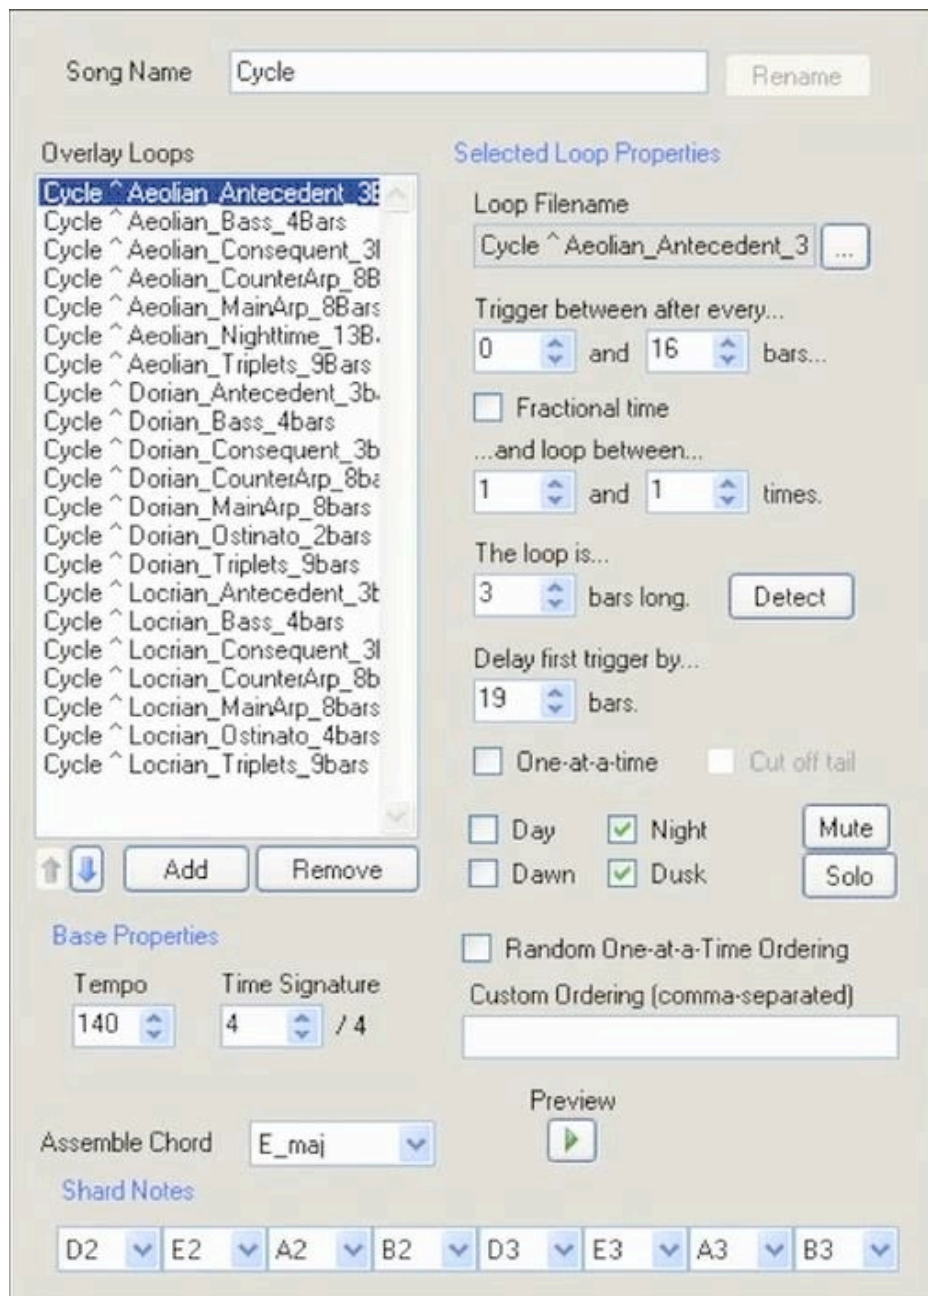 Song Name Cycle Rename
Overlay Loops
Cycle ^ Aeolian_Antecedent_3B
Cycle ^ Aeolian_Bass_4Bars
Cycle ^ Aeolian_Consequent_3
Cycle ^ Aeolian_CounterArp_8B
Cycle ^ Aeolian_MainArp_8Bars
Cycle ^ Aeolian_Nighttime_13B
Cycle ^ Aeolian_Triplets_9Bars
Cycle ^ Dorian_Antecedent_3b
Cycle ^ Dorian_Bass_4bars
Cycle ^ Dorian_Consequent_3b
Cycle ^ Dorian_CounterArp_8ba
Cycle ^ Dorian_MainArp_8bars
Cycle ^ Dorian_Ostinato_2bars
Cycle ^ Dorian_Triplets_9bars
Cycle ^ Locrian_Antecedent_3b
Cycle ^ Locrian_Bass_4bars
Cycle ^ Locrian_Consequent_3
Cycle ^ Locrian_CounterArp_8b
Cycle ^ Locrian_MainArp_8bars
Cycle ^ Locrian_Ostinato_4bars
Cycle ^ Locrian_Triplets_9bars
Add Remove
Selected Loop Properties
Loop Filename
Cycle ^ Aeolian_Antecedent_3 ...
Trigger between after every...
0 and 16 bars...
Fractional time
...and loop between...
1 and 1 times.
The loop is...
3 bars long. Detect
Delay first trigger by...
19 bars.
One-at-a-time Cut off tail
Day Night Mute
Dawn Dusk Solo
Base Properties
Tempo Time Signature
140 4 / 4
Random One-at-a-Time Ordering
Custom Ordering (comma-separated)
Preview
Assemble Chord E_maj
Shard Notes
D2 E2 A2 B2 D3 E3 A3 B3